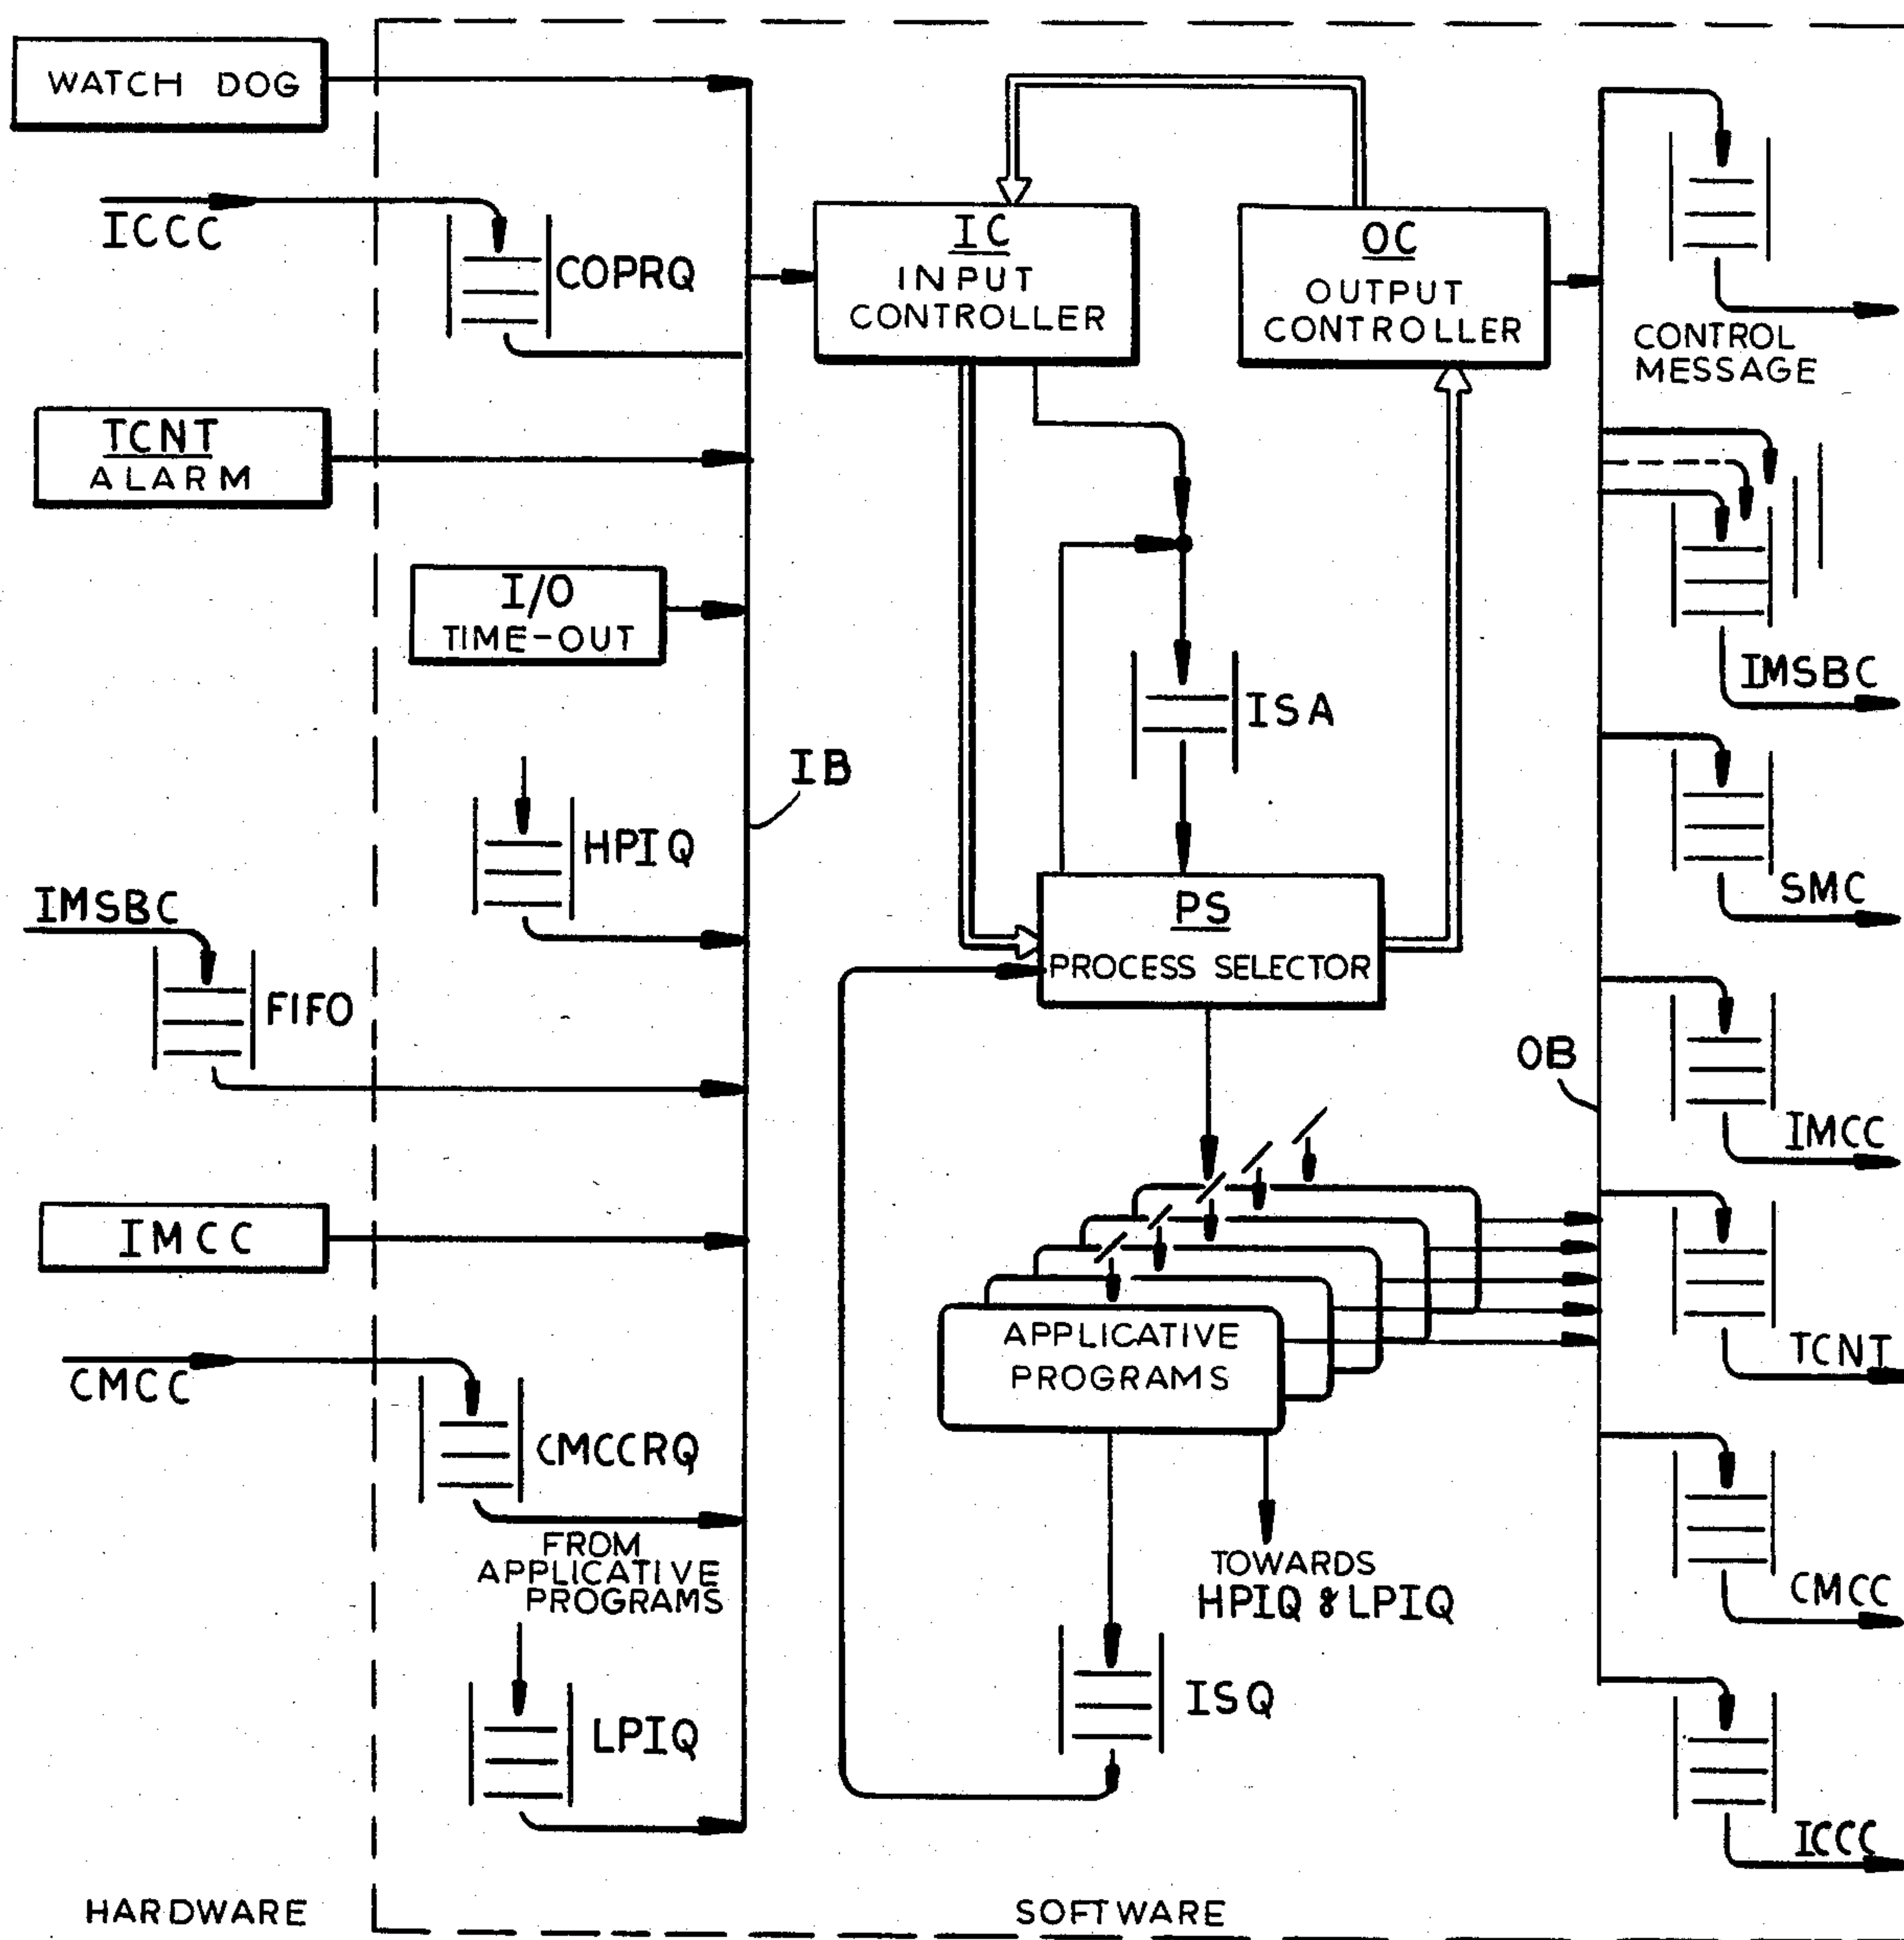 WATCH DOG
ICCC
COPRQ
TCNT
ALARM
I/O
TIME-OUT
HPIQ
IB
IMSBC
FIFO
IMCC
CMCC
CMCCRQ
FROM
APPLICATIVE
PROGRAMS
LPIQ
HARDWARE
IC
INPUT
CONTROLLER
OC
OUTPUT
CONTROLLER
ISA
PS
PROCESS SELECTOR
APPLICATIVE
PROGRAMS
TOWARDS
HPIQ & LPIQ
ISQ
SOFTWARE
OB
CONTROL
MESSAGE
IMSBC
SMC
IMCC
TCNT
CMCC
ICCC